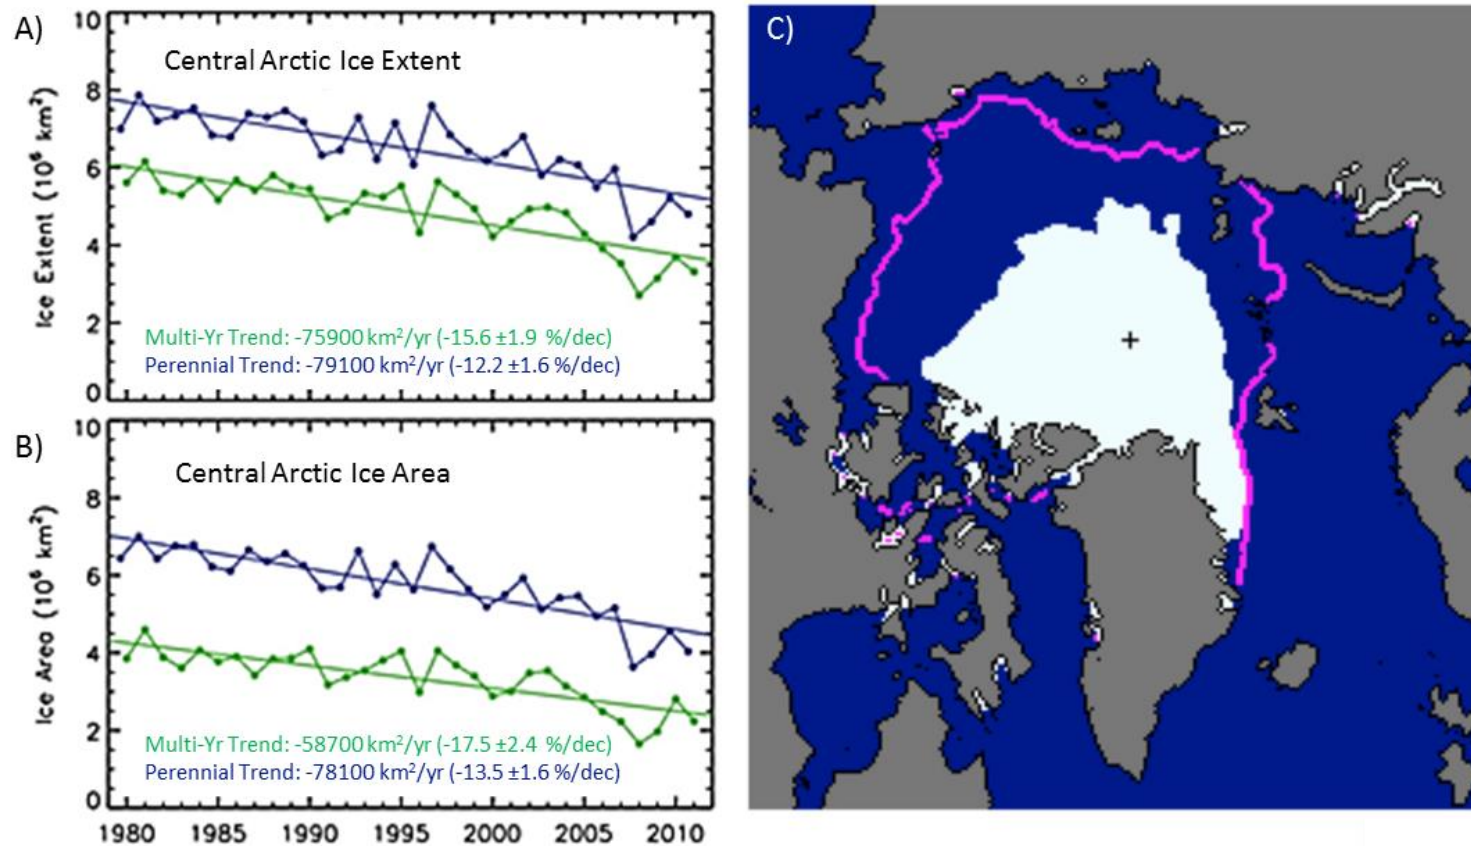 A)
10
Central Arctic Ice Extent
8
6
4
2
0
Ice Extent (10⁶ km²)
Multi-Yr Trend: -75900 km²/yr (-15.6 ±1.9 %/dec)
Perennial Trend: -79100 km²/yr (-12.2 ±1.6 %/dec)
B)
10
Central Arctic Ice Area
8
6
4
2
0
Ice Area (10⁶ km²)
Multi-Yr Trend: -58700 km²/yr (-17.5 ±2.4 %/dec)
Perennial Trend: -78100 km²/yr (-13.5 ±1.6 %/dec)
1980 1985 1990 1995 2000 2005 2010
C)